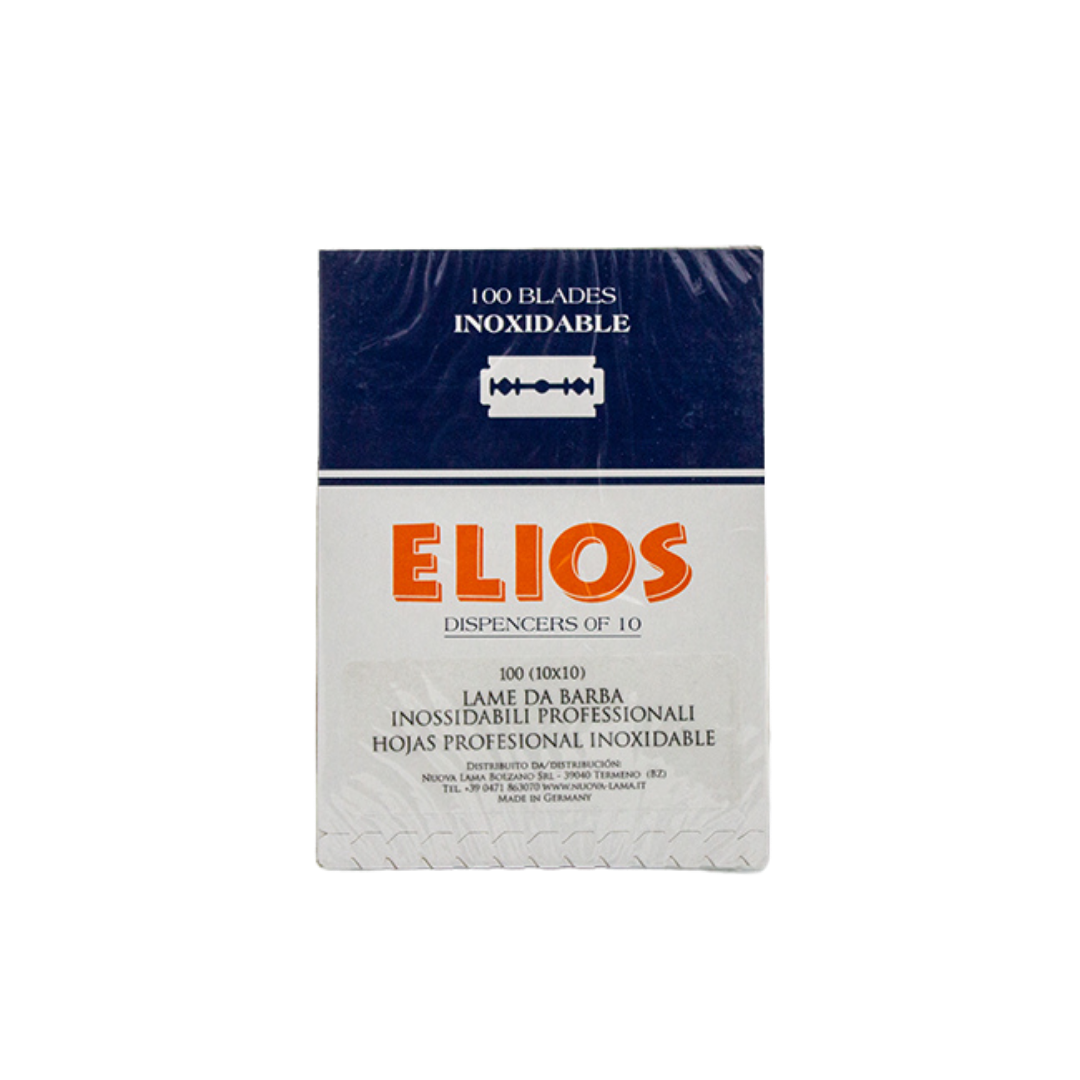 100 BLADES
INOXIDABLE
ELIOS
DISPENCERS OF 10
100 (10x10)
LAME DA BARBA
INOSSIDABILI PROFESSIONALI
HOJAS PROFESIONAL INOXIDABLE
DISTRIBUITO DA/DISTRIBUCIÓN:
NUOVA LAMA BOLZANO SRL - 39040 TERMENO (BZ)
TEL. +39 0471 863070 WWW.NUOVA-LAMA.IT
MADE IN GERMANY